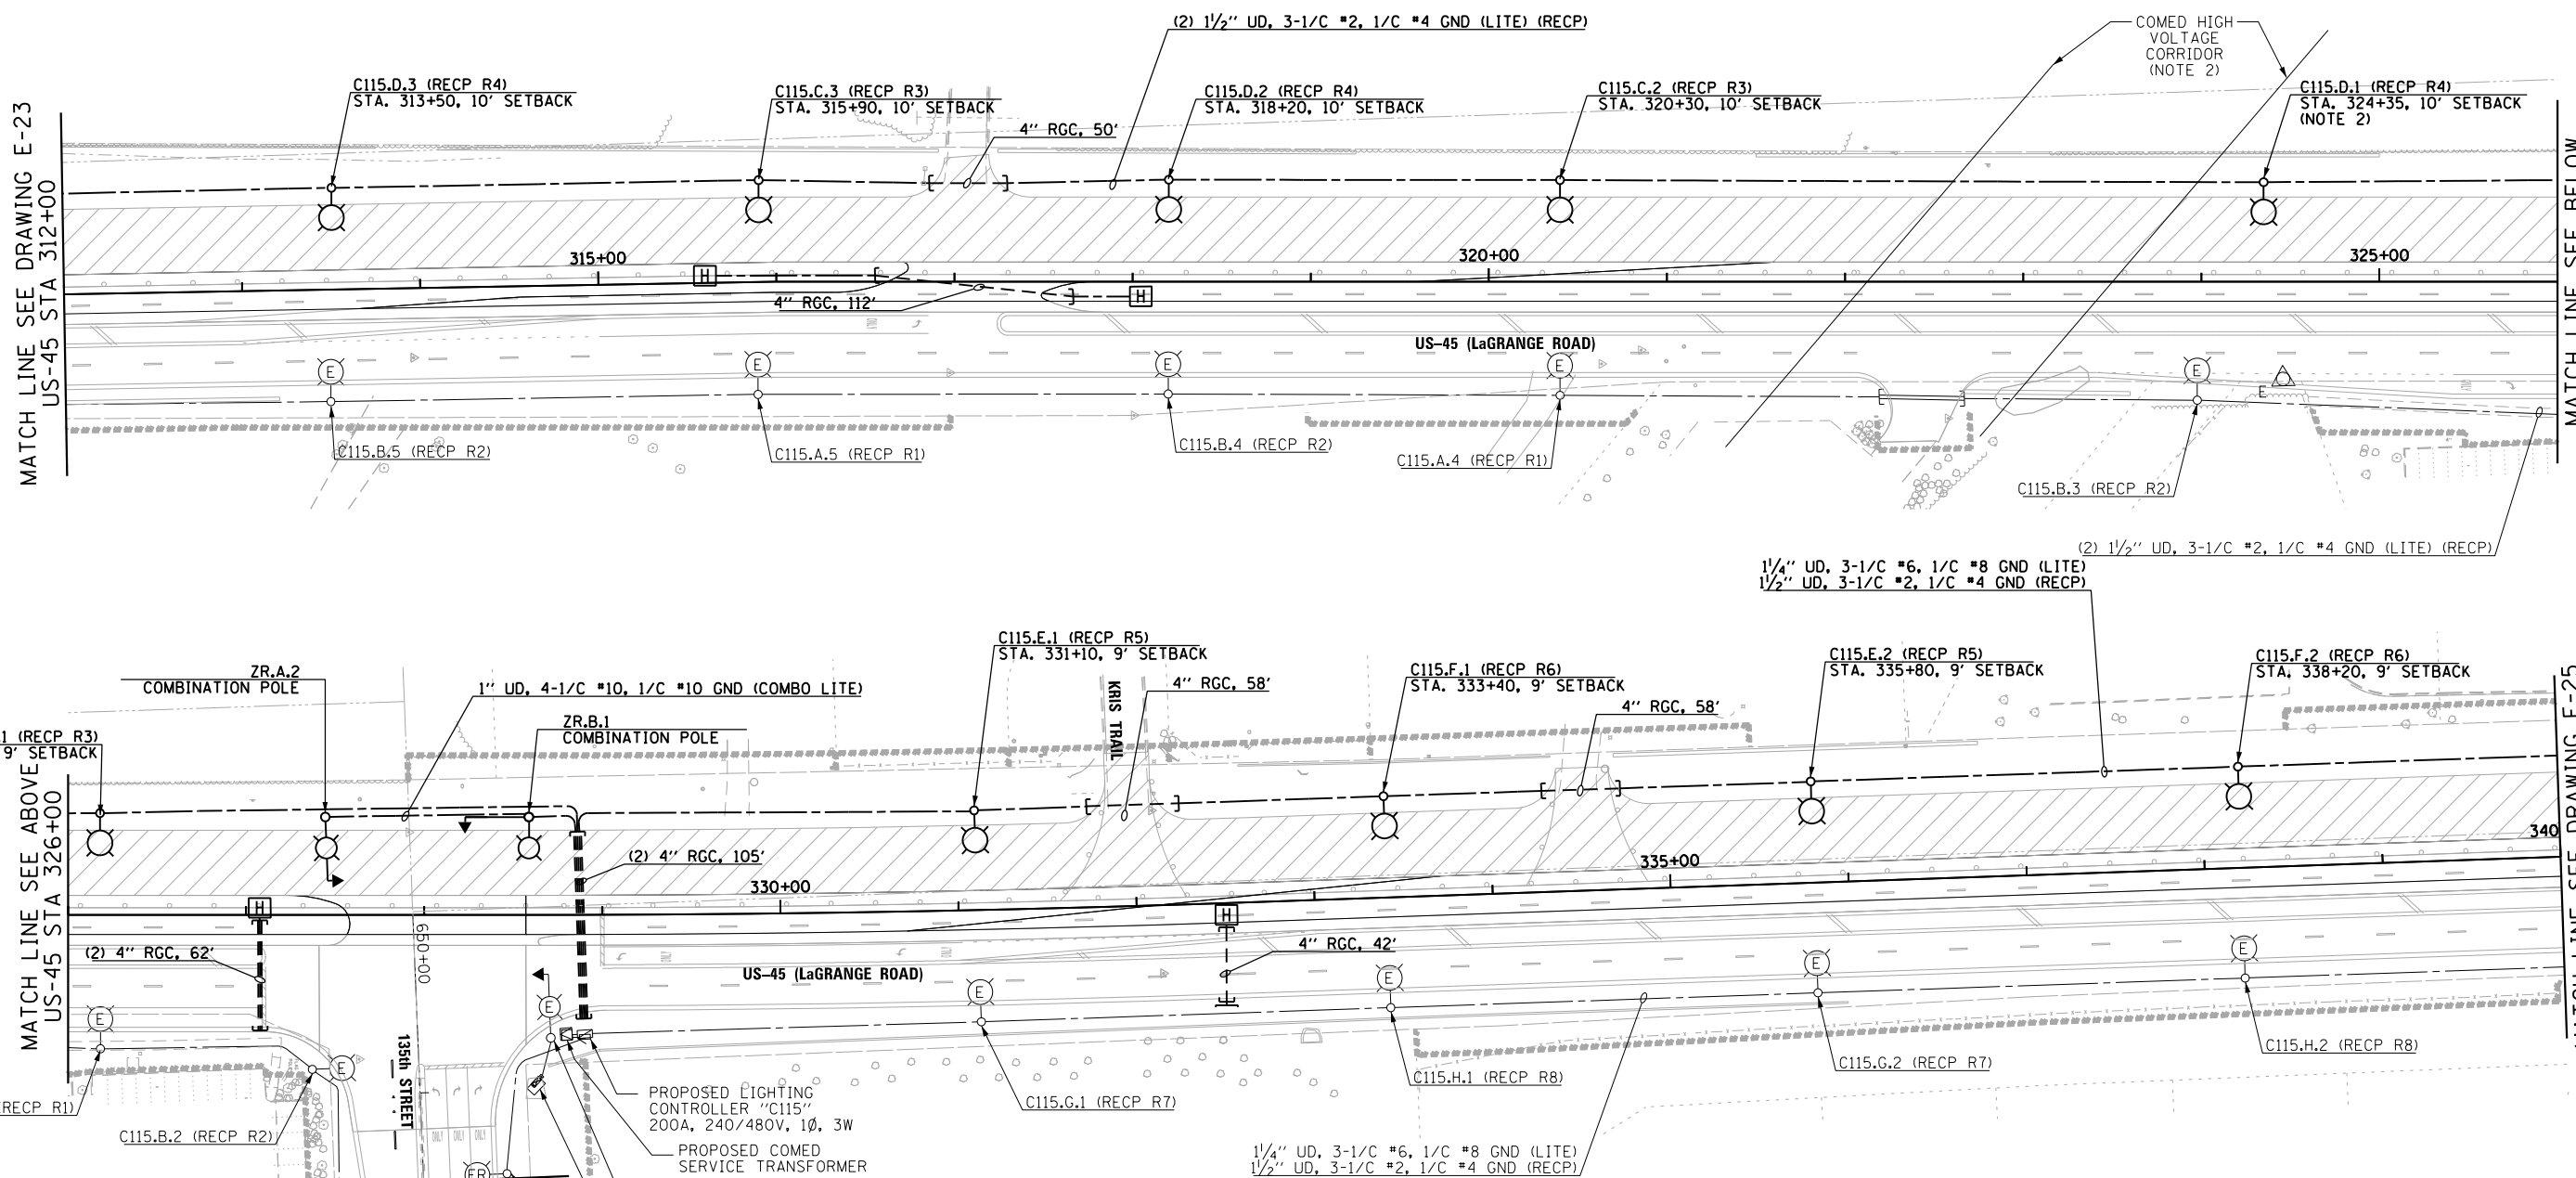 (2) 1½" UD, 3-1/C #2, 1/C #4 GND (LITE) (RECP)
COMED HIGH
VOLTAGE
CORRIDOR
(NOTE 2)
C115.D.3 (RECP R4)
STA. 313+50, 10' SETBACK
C115.C.3 (RECP R3)
STA. 315+90, 10' SETBACK
C115.D.2 (RECP R4)
STA. 318+20, 10' SETBACK
C115.C.2 (RECP R3)
STA. 320+30, 10' SETBACK
C115.D.1 (RECP R4)
STA. 324+35, 10' SETBACK
(NOTE 2)
4" RGC, 50'
MATCH LINE SEE DRAWING E-23
US-45 STA 312+00
MATCH LINE SEE BELOW
315+00
320+00
325+00
H
H
4" RGC, 112'
ONLY
US-45 (LaGRANGE ROAD)
E
E
E
E
E
E
C115.B.5 (RECP R2)
C115.A.5 (RECP R1)
C115.B.4 (RECP R2)
C115.A.4 (RECP R1)
C115.B.3 (RECP R2)
(2) 1½" UD, 3-1/C #2, 1/C #4 GND (LITE) (RECP)
1¼" UD, 3-1/C #6, 1/C #8 GND (LITE)
1½" UD, 3-1/C #2, 1/C #4 GND (RECP)
C115.E.1 (RECP R5)
STA. 331+10, 9' SETBACK
C115.F.1 (RECP R6)
STA. 333+40, 9' SETBACK
C115.E.2 (RECP R5)
STA. 335+80, 9' SETBACK
C115.F.2 (RECP R6)
STA. 338+20, 9' SETBACK
ZR.A.2
COMBINATION POLE
1" UD, 4-1/C #10, 1/C #10 GND (COMBO LITE)
ZR.B.1
COMBINATION POLE
KRIS TRAIL
4" RGC, 58'
4" RGC, 58'
1 (RECP R3)
9' SETBACK
MATCH LINE SEE ABOVE
US-45 STA 326+00
MATCH LINE SEE DRAWING E-25
(2) 4" RGC, 105'
330+00
335+00
340
H
H
(2) 4" RGC, 62'
650+00
4" RGC, 42'
US-45 (LaGRANGE ROAD)
E
E
E
E
E
E
E
135th STREET
ONLY
ONLY
ONLY
ER
RECP R1)
C115.B.2 (RECP R2)
PROPOSED LIGHTING
CONTROLLER "C115"
200A, 240/480V, 1Ø, 3W
PROPOSED COMED
SERVICE TRANSFORMER
C115.G.1 (RECP R7)
C115.H.1 (RECP R8)
C115.G.2 (RECP R7)
C115.H.2 (RECP R8)
1¼" UD, 3-1/C #6, 1/C #8 GND (LITE)
1½" UD, 3-1/C #2, 1/C #4 GND (RECP)